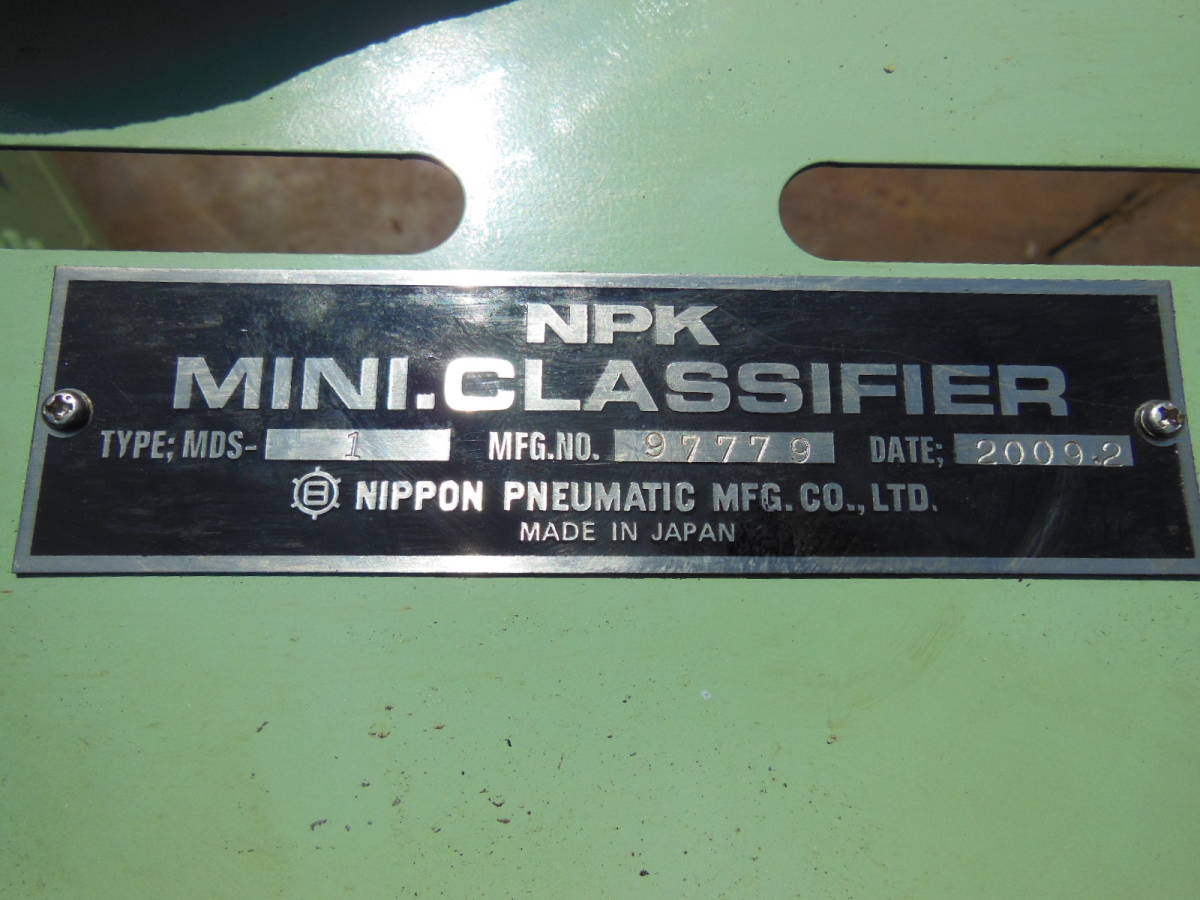 NPK
MINI.CLASSIFIER
TYPE; MDS- 1 MFG.NO. 97779 DATE; 2009.2
日 NIPPON PNEUMATIC MFG. CO., LTD.
MADE IN JAPAN